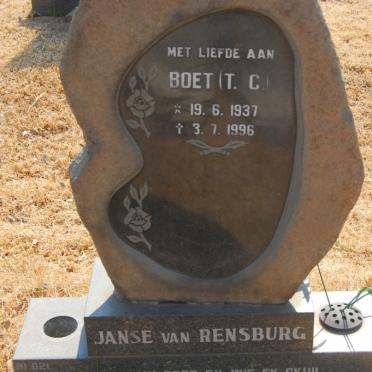 MET LIEFDE AAN
BOET (T. C.)
☆ 19. 6. 1937
✝ 3. 7. 1996
JANSE VAN RENSBURG